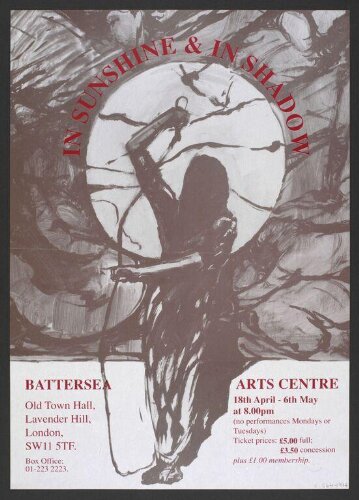 IN SUNSHINE & IN SHADOW
BATTERSEA
Old Town Hall,
Lavender Hill,
London,
SW11 5TF.
Box Office:
01-223 2223.
ARTS CENTRE
18th April - 6th May
at 8.00pm
(no performances Mondays or
Tuesdays)
Ticket prices: £5.00 full:
£3.50 concession
plus £1.00 membership.